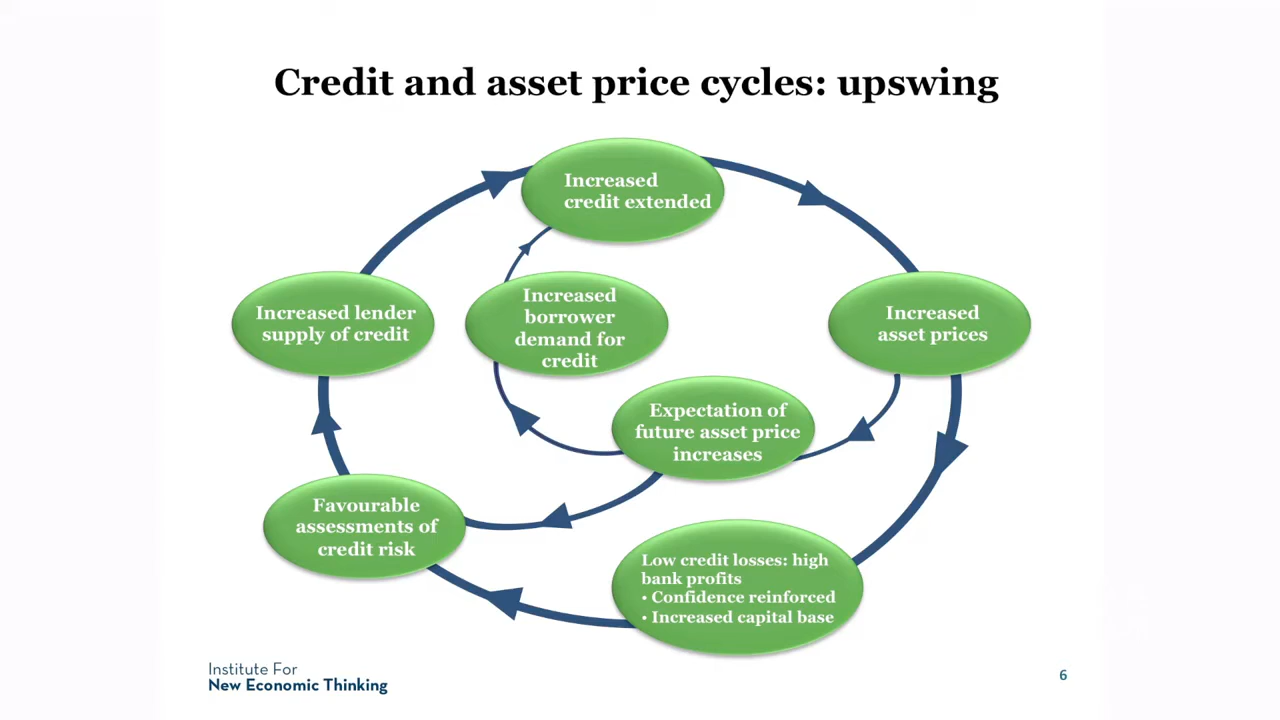 Credit and asset price cycles: upswing
Increased
credit extended
Increased lender
supply of credit
Increased
borrower
demand for
credit
Increased
asset prices
Expectation of
future asset price
increases
Favourable
assessments of
credit risk
Low credit losses: high
bank profits
• Confidence reinforced
• Increased capital base
Institute For
New Economic Thinking
6